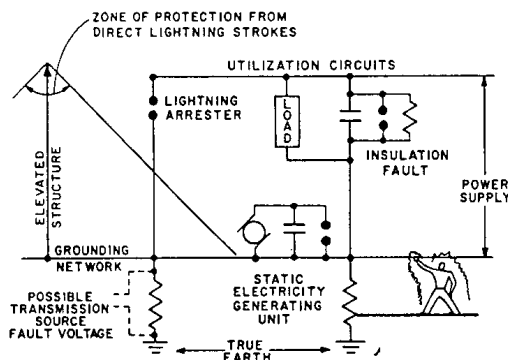 ZONE OF PROTECTION FROM
DIRECT LIGHTNING STROKES
UTILIZATION CIRCUITS
LIGHTNING
ARRESTER
LOAD
INSULATION
FAULT
POWER
SUPPLY
ELEVATED
STRUCTURE
GROUNDING
NETWORK
POSSIBLE
TRANSMISSION
SOURCE
FAULT VOLTAGE
STATIC
ELECTRICITY
GENERATING
UNIT
TRUE
EARTH